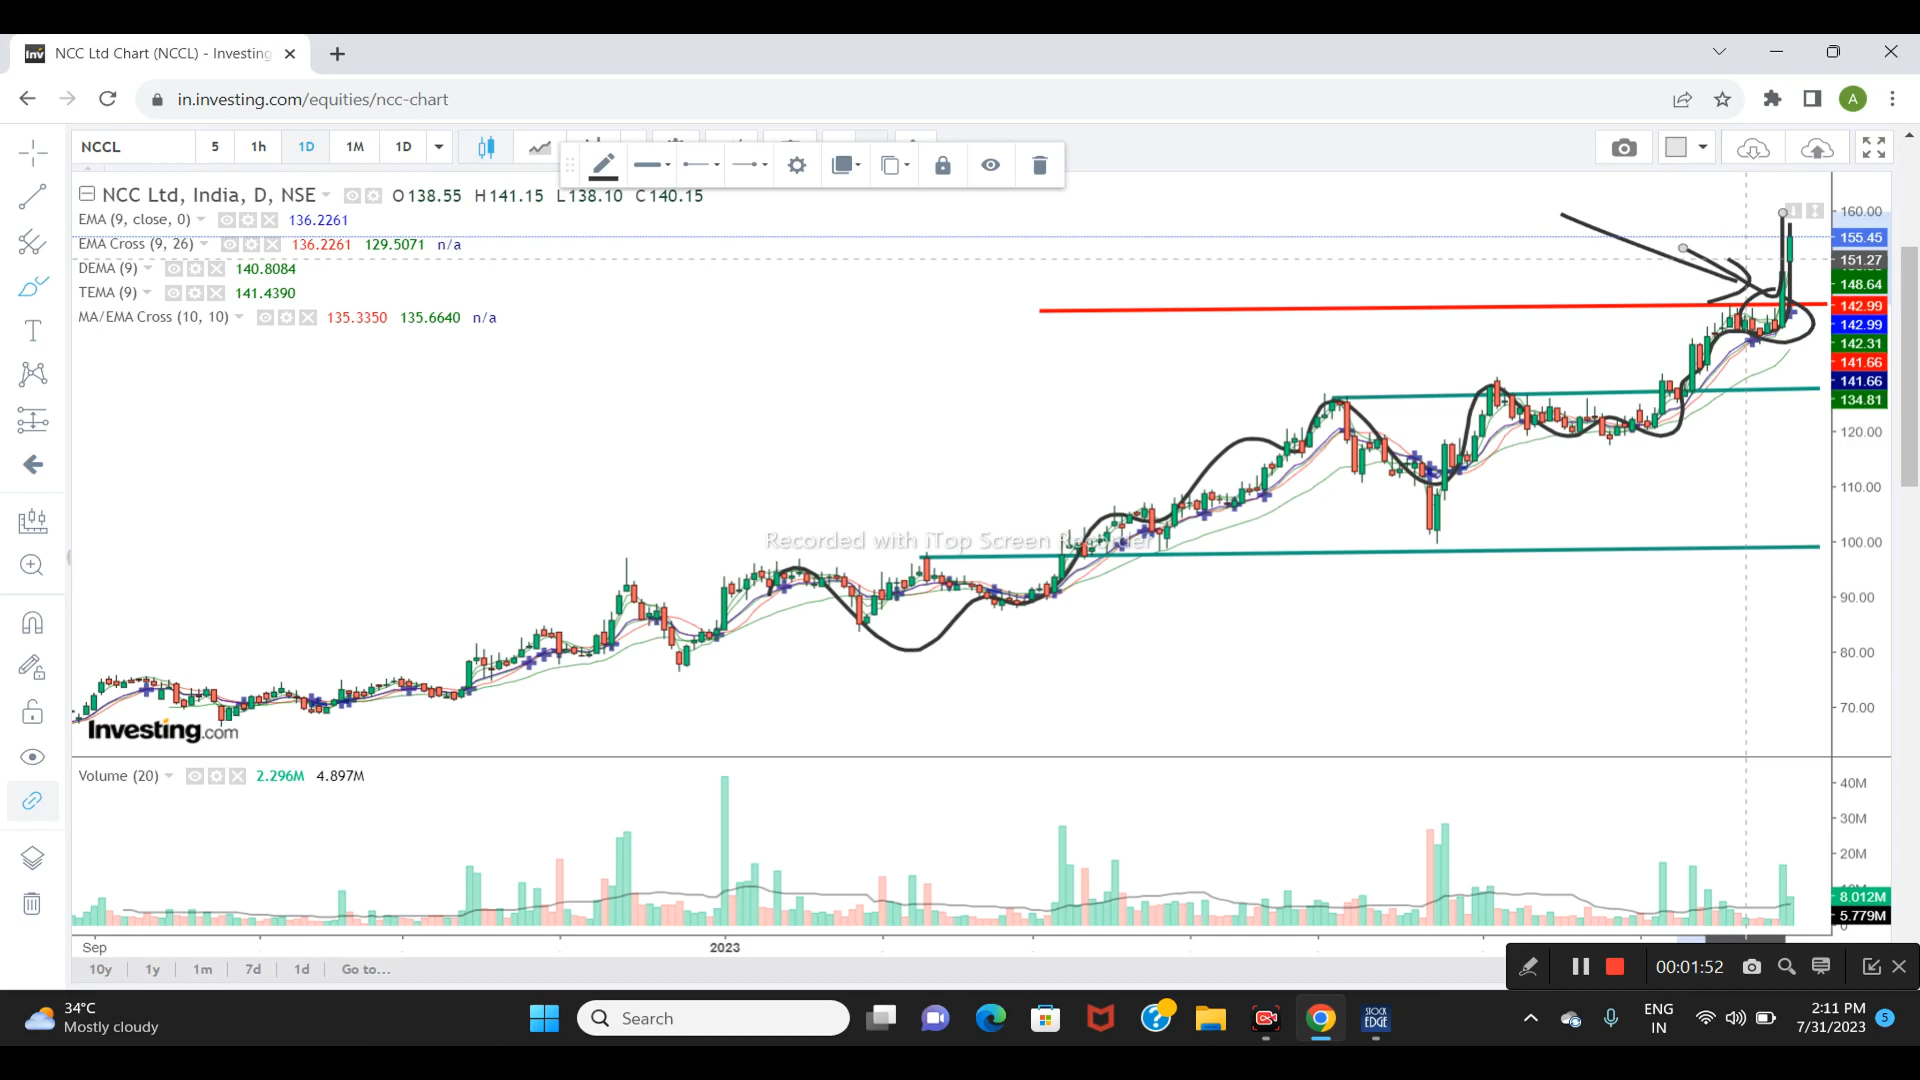 NCC Ltd Chart (NCCL) - Investing
in.investing.com/equities/ncc-chart
A
NCCL 5 1h 1D 1M 1D
NCC Ltd, India, D, NSE O 138.55 H 141.15 L 138.10 C 140.15
EMA (9, close, 0) 136.2261
EMA Cross (9, 26) 136.2261 129.5071 n/a
DEMA (9) 140.8084
TEMA (9) 141.4390
MA/EMA Cross (10, 10) 135.3350 135.6640 n/a
160.00
155.45
151.27
148.64
142.99
142.99
142.31
141.66
141.66
134.81
120.00
110.00
100.00
90.00
80.00
70.00
Recorded with iTop Screen Recorder
Investing.com
Volume (20) 2.296M 4.897M
40M
30M
20M
8.012M
5.779M
0
Sep 2023
10y 1y 1m 7d 1d Go to...
00:01:52
34°C
Mostly cloudy
Search
STOCK
EDGE
ENG
IN
2:11 PM
7/31/2023
5